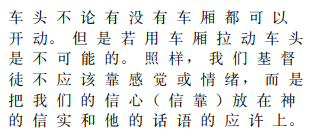 车头不论有没有车厢都可以
开动。但是若用车厢拉动车头
是不可能的。照样，我们基督
徒不应该靠感觉或情绪，而是
把我们的信心（信靠）放在神
的信实和他的话语的应许上。